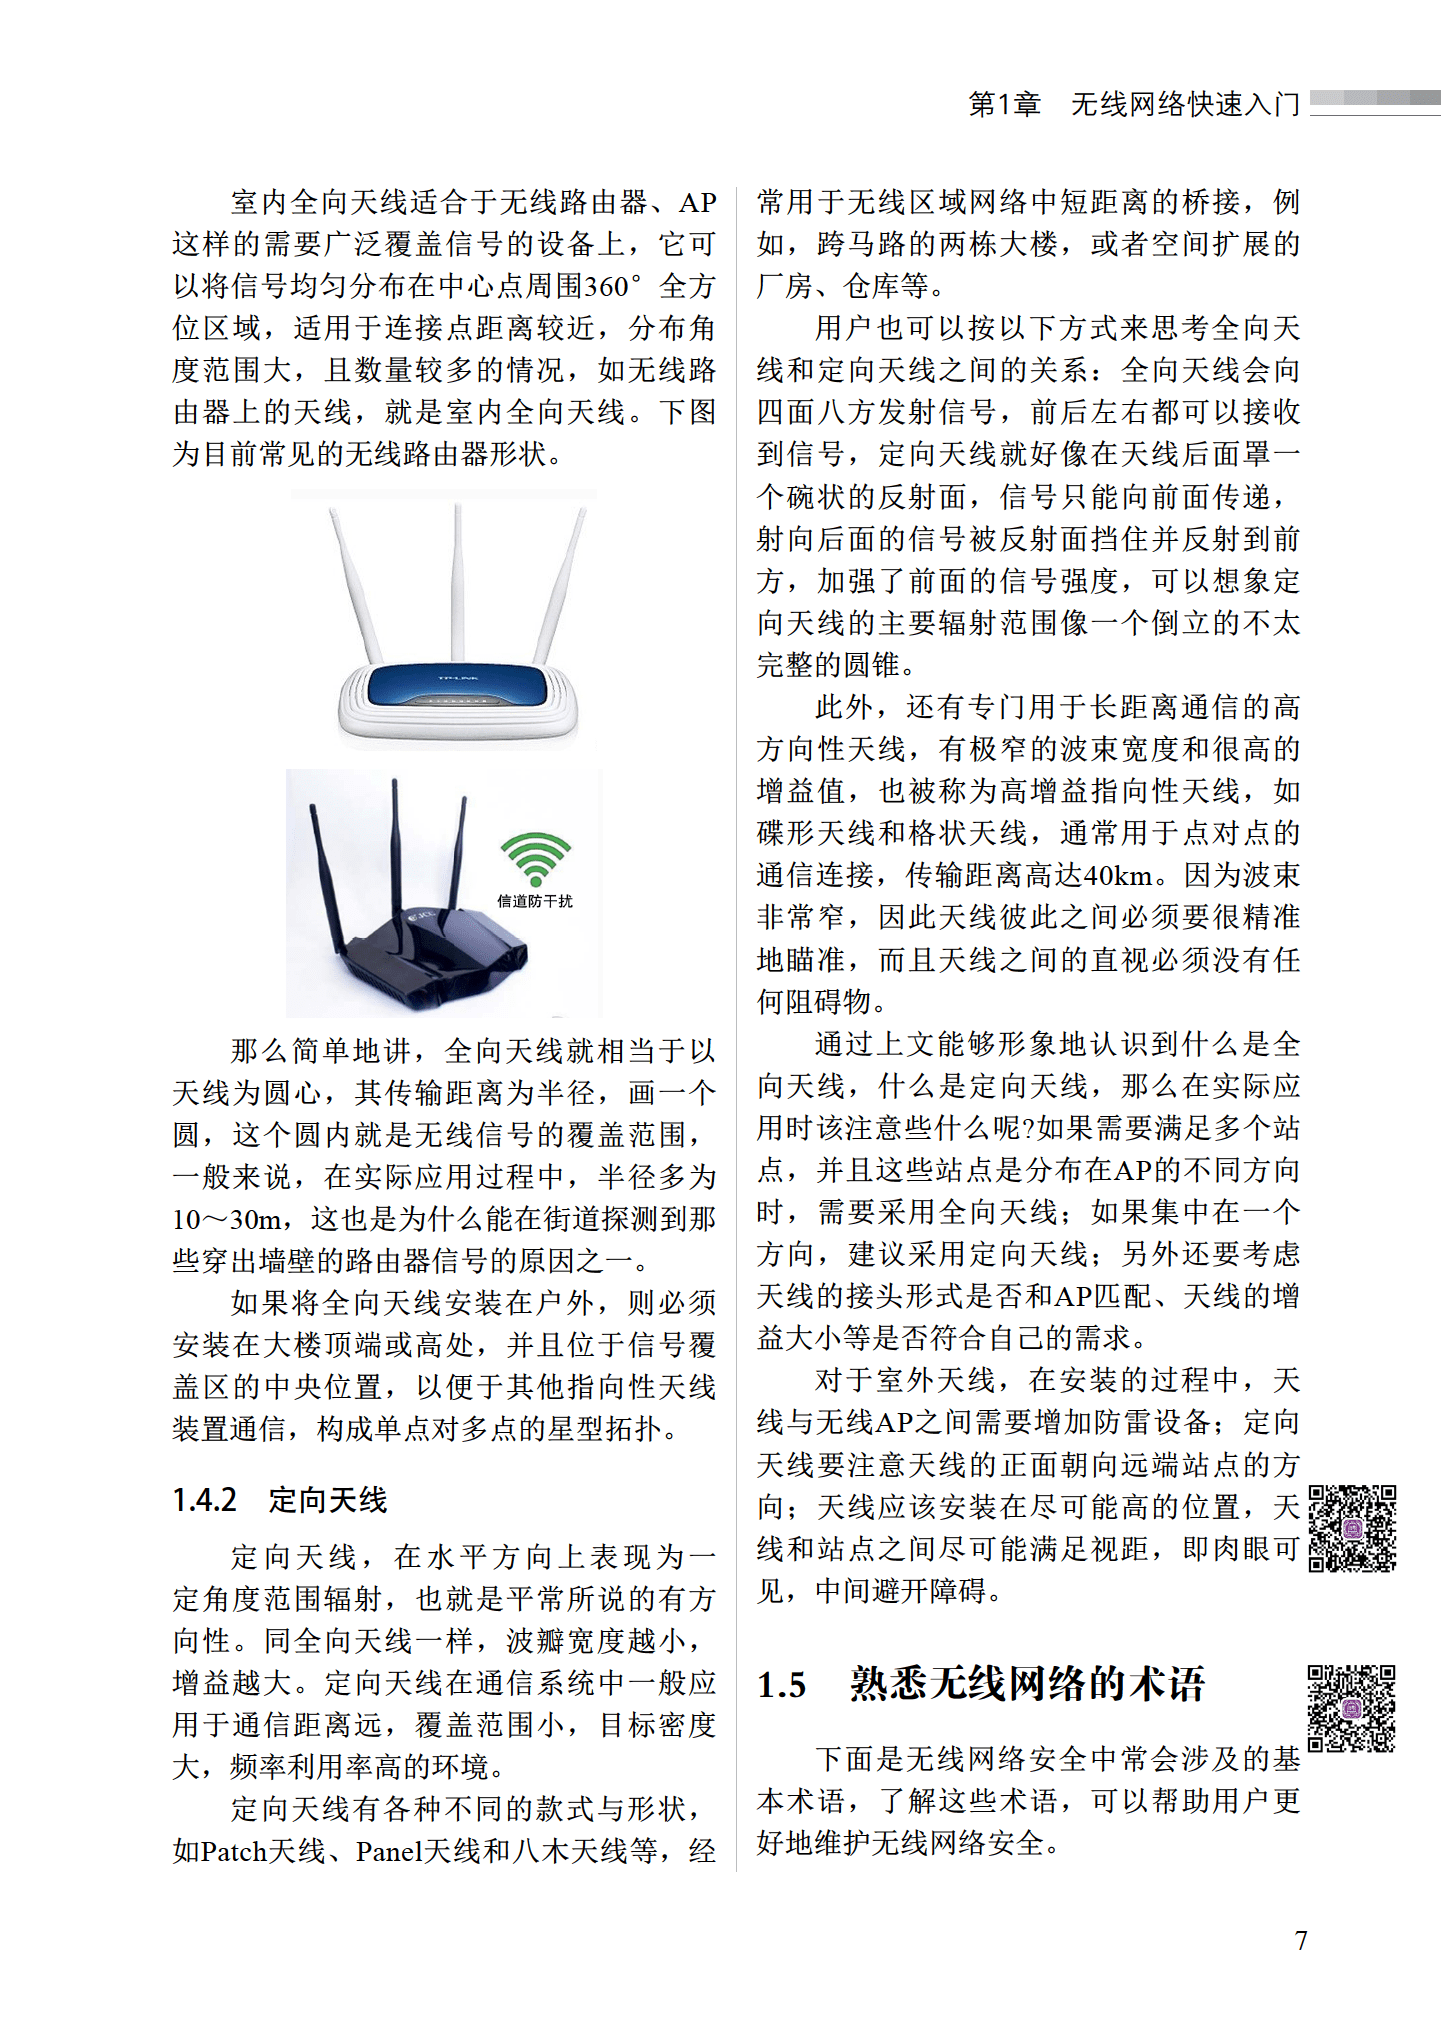 第1章 无线网络快速入门
室内全向天线适合于无线路由器、AP
这样的需要广泛覆盖信号的设备上，它可
以将信号均匀分布在中心点周围360°全方
位区域，适用于连接点距离较近，分布角
度范围大，且数量较多的情况，如无线路
由器上的天线，就是室内全向天线。下图
为目前常见的无线路由器形状。
TP-LINK
JCG
信道防干扰
那么简单地讲，全向天线就相当于以
天线为圆心，其传输距离为半径，画一个
圆，这个圆内就是无线信号的覆盖范围，
一般来说，在实际应用过程中，半径多为
10～30m，这也是为什么能在街道探测到那
些穿出墙壁的路由器信号的原因之一。
如果将全向天线安装在户外，则必须
安装在大楼顶端或高处，并且位于信号覆
盖区的中央位置，以便于其他指向性天线
装置通信，构成单点对多点的星型拓扑。
1.4.2 定向天线
定向天线，在水平方向上表现为一
定角度范围辐射，也就是平常所说的有方
向性。同全向天线一样，波瓣宽度越小，
增益越大。定向天线在通信系统中一般应
用于通信距离远，覆盖范围小，目标密度
大，频率利用率高的环境。
定向天线有各种不同的款式与形状，
如Patch天线、Panel天线和八木天线等，经
常用于无线区域网络中短距离的桥接，例
如，跨马路的两栋大楼，或者空间扩展的
厂房、仓库等。
用户也可以按以下方式来思考全向天
线和定向天线之间的关系：全向天线会向
四面八方发射信号，前后左右都可以接收
到信号，定向天线就好像在天线后面罩一
个碗状的反射面，信号只能向前面传递，
射向后面的信号被反射面挡住并反射到前
方，加强了前面的信号强度，可以想象定
向天线的主要辐射范围像一个倒立的不太
完整的圆锥。
此外，还有专门用于长距离通信的高
方向性天线，有极窄的波束宽度和很高的
增益值，也被称为高增益指向性天线，如
碟形天线和格状天线，通常用于点对点的
通信连接，传输距离高达40km。因为波束
非常窄，因此天线彼此之间必须要很精准
地瞄准，而且天线之间的直视必须没有任
何阻碍物。
通过上文能够形象地认识到什么是全
向天线，什么是定向天线，那么在实际应
用时该注意些什么呢?如果需要满足多个站
点，并且这些站点是分布在AP的不同方向
时，需要采用全向天线；如果集中在一个
方向，建议采用定向天线；另外还要考虑
天线的接头形式是否和AP匹配、天线的增
益大小等是否符合自己的需求。
对于室外天线，在安装的过程中，天
线与无线AP之间需要增加防雷设备；定向
天线要注意天线的正面朝向远端站点的方
向；天线应该安装在尽可能高的位置，天
线和站点之间尽可能满足视距，即肉眼可
见，中间避开障碍。
1.5 熟悉无线网络的术语
下面是无线网络安全中常会涉及的基
本术语，了解这些术语，可以帮助用户更
好地维护无线网络安全。
7